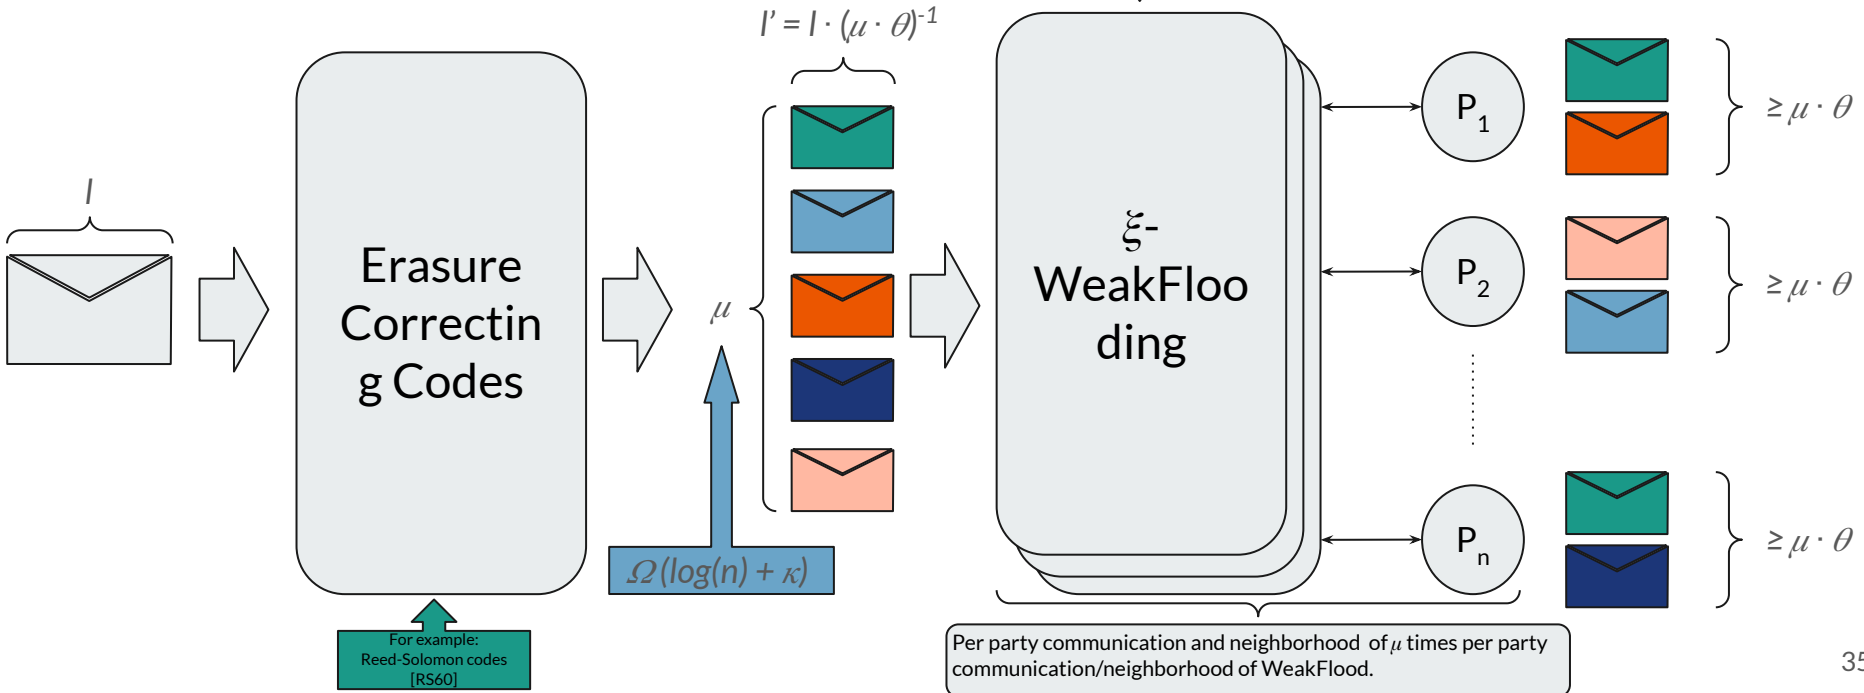 l
Erasure
Correctin
g Codes
For example:
Reed-Solomon codes
[RS60]
l' = l · (μ · θ)⁻¹
μ
Ω(log(n) + κ)
ξ-
WeakFloo
ding
P₁
≥ μ · θ
P₂
≥ μ · θ
Pₙ
≥ μ · θ
Per party communication and neighborhood of μ times per party
communication/neighborhood of WeakFlood.
35